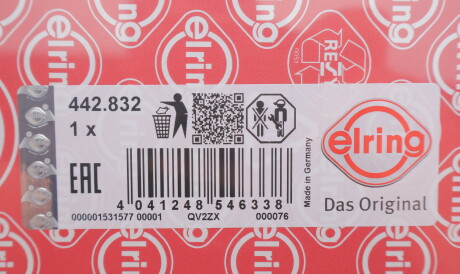 442.832
1 x
EAC
4 041248 546338
000001531577 00001 QV2ZX 000076
Made in Germany
elring
Das Original